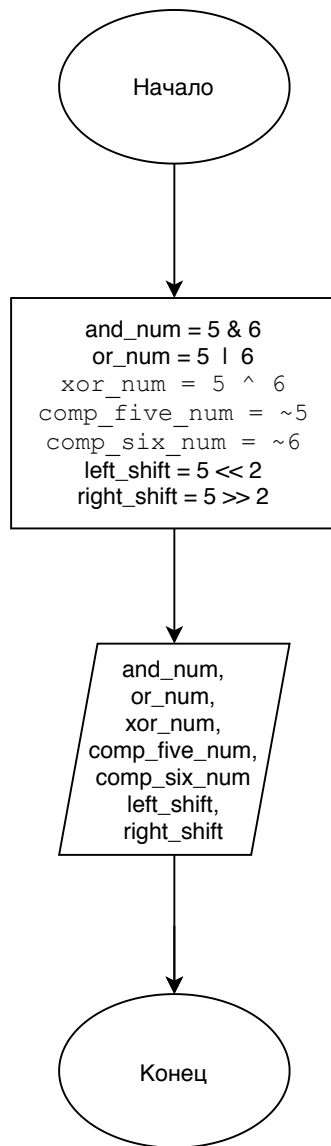 Начало
and_num = 5 & 6
or_num = 5 | 6
xor_num = 5 ^ 6
comp_five_num = ~5
comp_six_num = ~6
left_shift = 5 << 2
right_shift = 5 >> 2
and_num,
or_num,
xor_num,
comp_five_num,
comp_six_num
left_shift,
right_shift
Конец